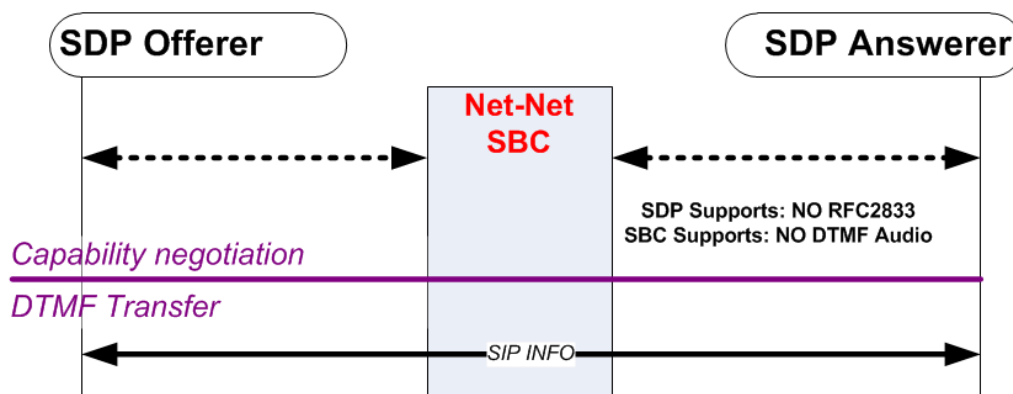 SDP Offerer
SDP Answerer
Net-Net
SBC
SDP Supports: NO RFC2833
SBC Supports: NO DTMF Audio
Capability negotiation
DTMF Transfer
SIP INFO